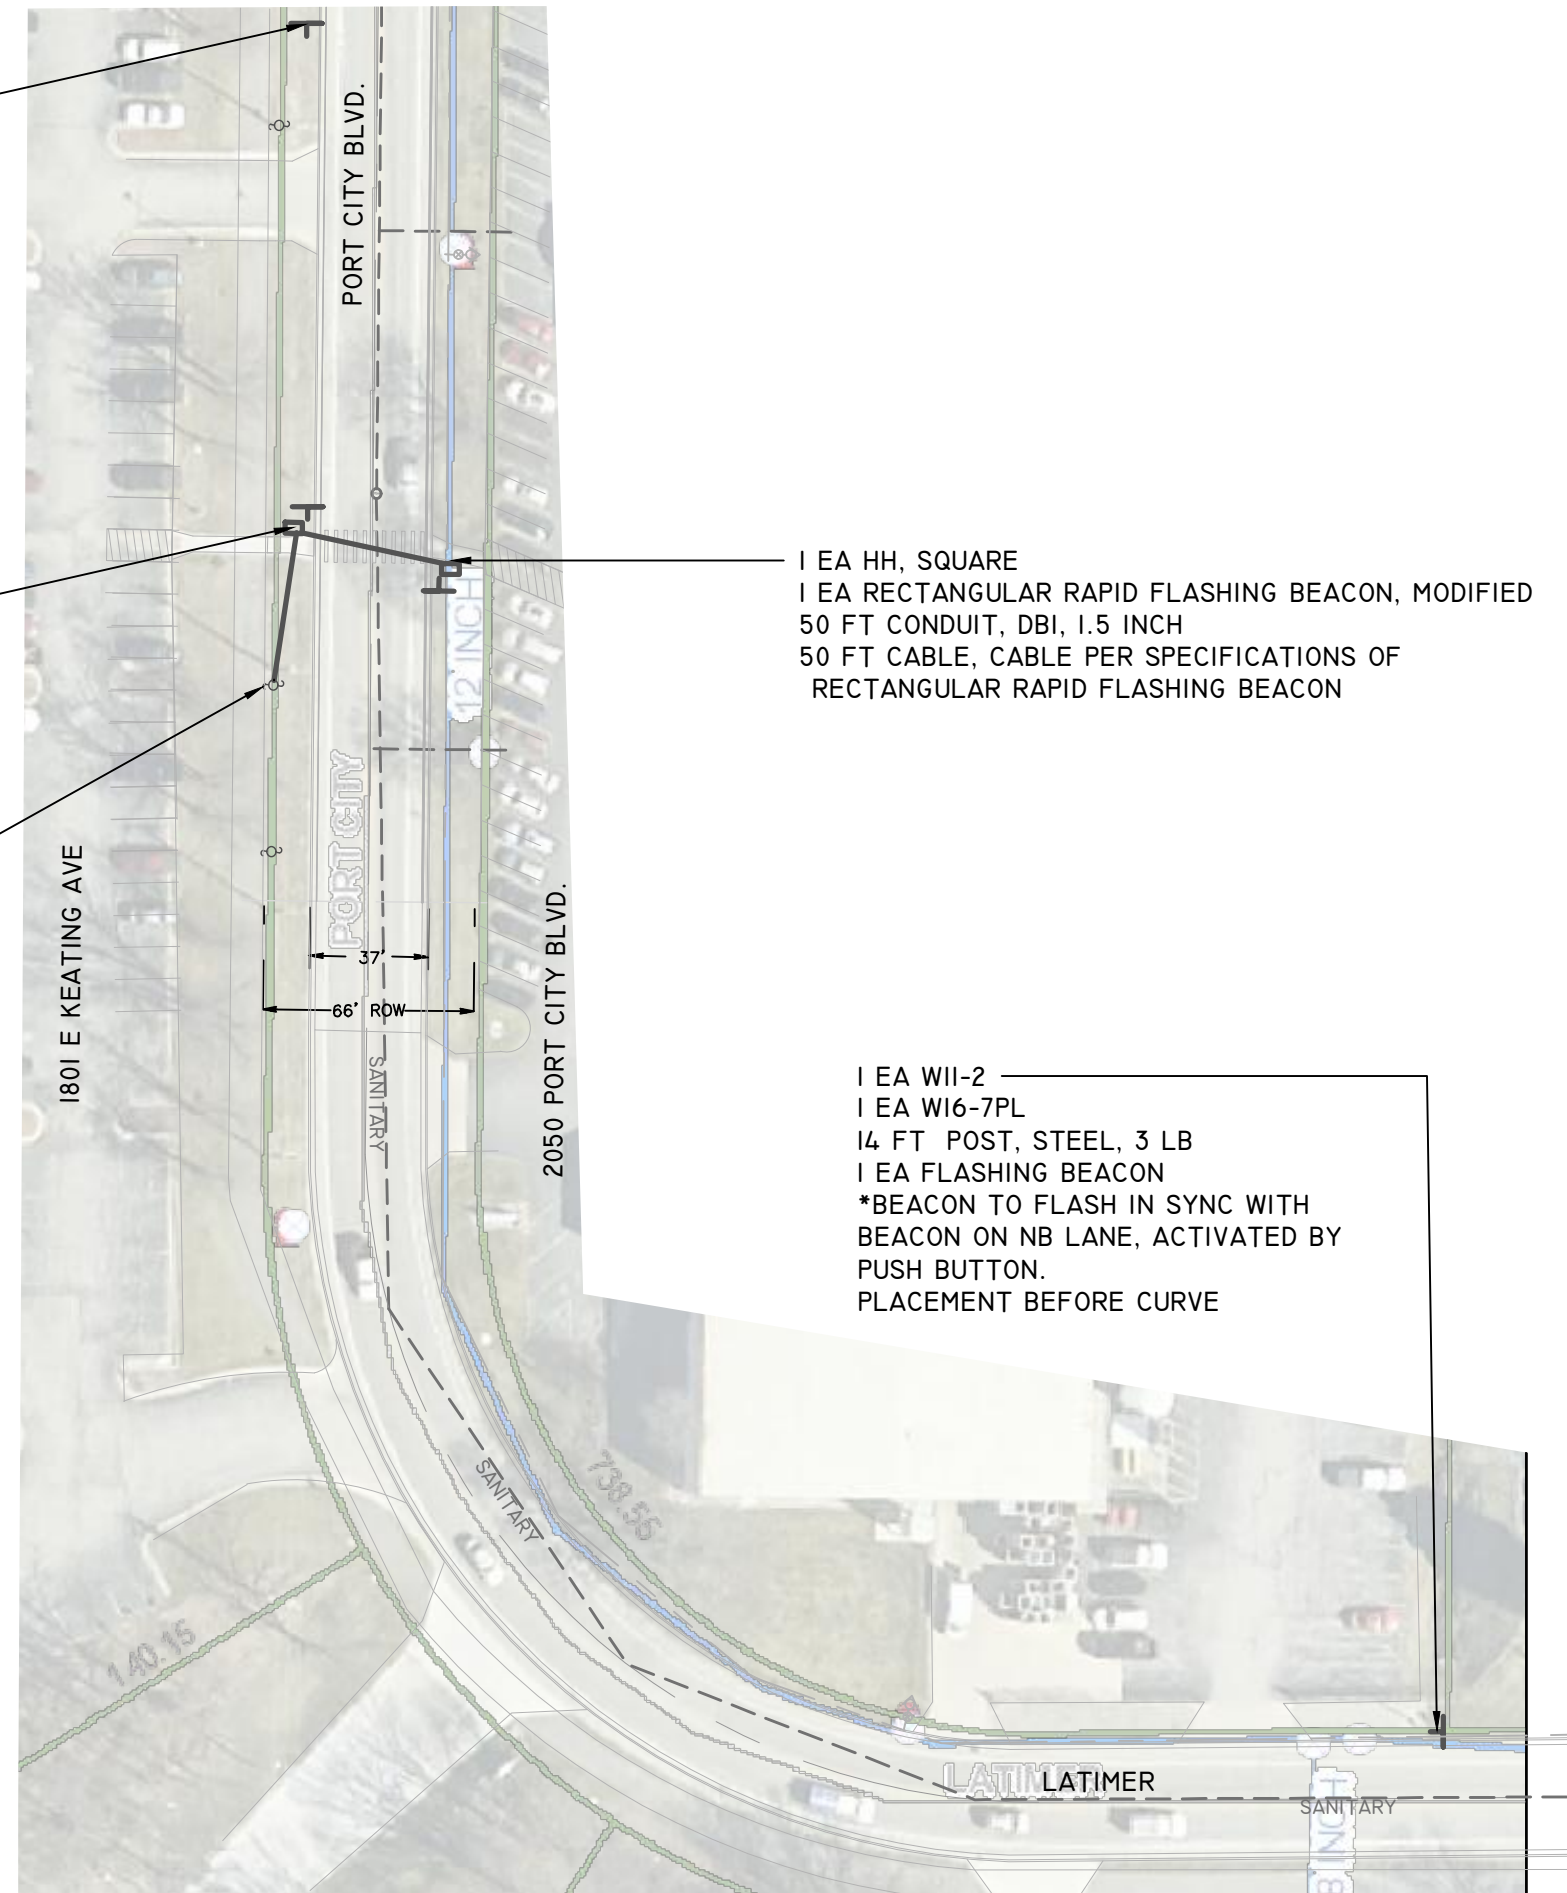 PORT CITY BLVD.
1 EA HH, SQUARE
1 EA RECTANGULAR RAPID FLASHING BEACON, MODIFIED
50 FT CONDUIT, DB1, 1.5 INCH
50 FT CABLE, CABLE PER SPECIFICATIONS OF
RECTANGULAR RAPID FLASHING BEACON
12 INCH
PORT CITY
1801 E KEATING AVE
2050 PORT CITY BLVD.
37'
66' ROW
SANITARY
1 EA W11-2
1 EA W16-7PL
14 FT POST, STEEL, 3 LB
1 EA FLASHING BEACON
*BEACON TO FLASH IN SYNC WITH
BEACON ON NB LANE, ACTIVATED BY
PUSH BUTTON.
PLACEMENT BEFORE CURVE
SANITARY
738.56
140.15
LATIMER
LATIMER
SANITARY
8 INCH